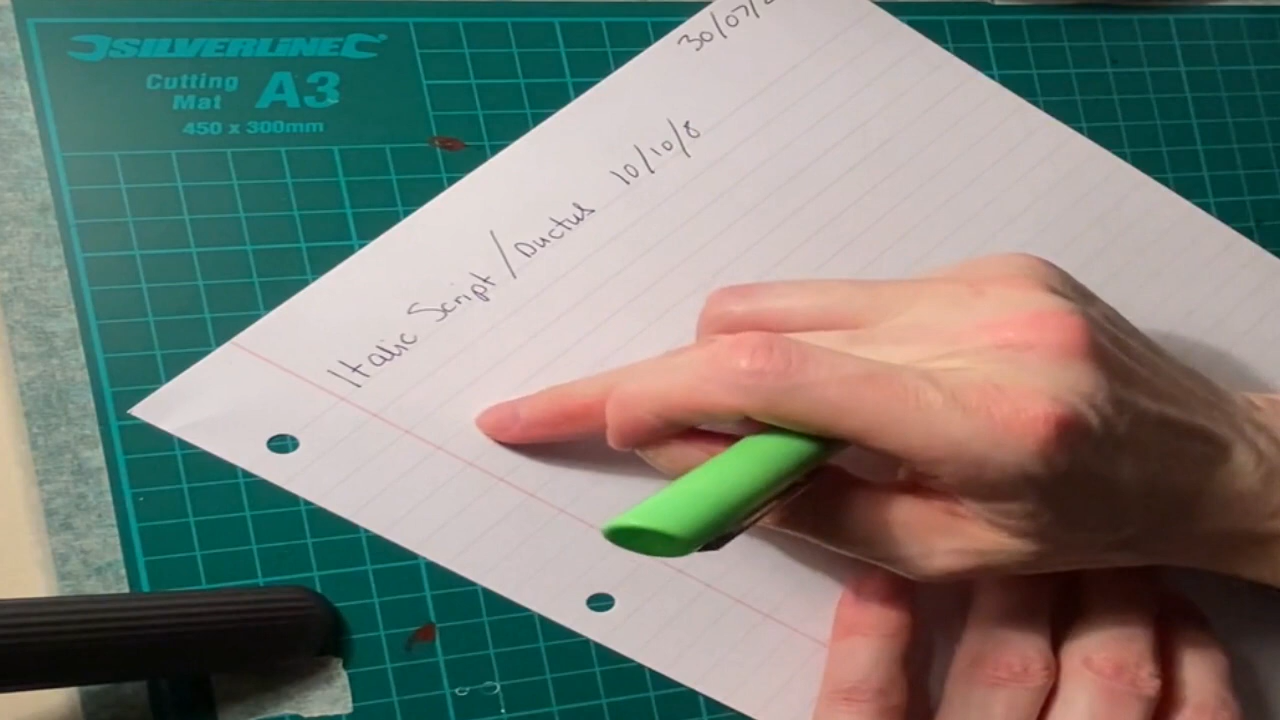 SILVERLINE
Cutting
Mat A3
450 x 300mm
30/07/
Italic Script / Ductus 10/10/8